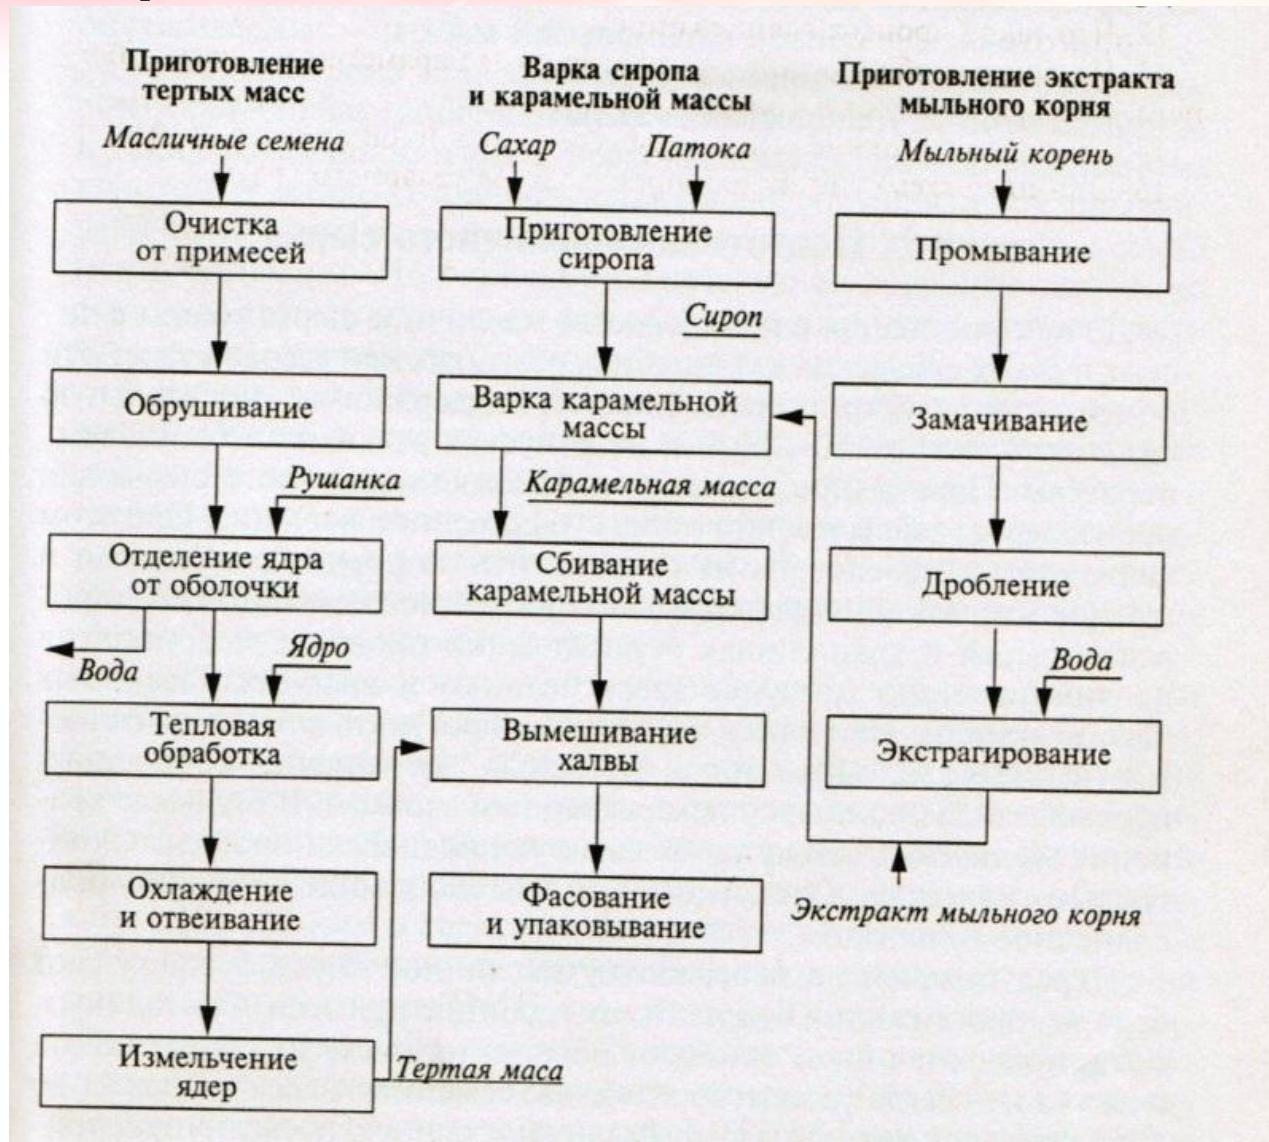 Приготовление
тертых масс
Масличные семена
Очистка
от примесей
Обрушивание
Рушанка
Отделение ядра
от оболочки
Вода
Ядро
Тепловая
обработка
Охлаждение
и отвеивание
Измельчение
ядер
Тертая маса
Варка сиропа
и карамельной массы
Сахар
Патока
Приготовление
сиропа
Сироп
Варка карамельной
массы
Карамельная масса
Сбивание
карамельной массы
Вымешивание
халвы
Фасование
и упаковывание
Приготовление экстракта
мыльного корня
Мыльный корень
Промывание
Замачивание
Дробление
Вода
Экстрагирование
Экстракт мыльного корня